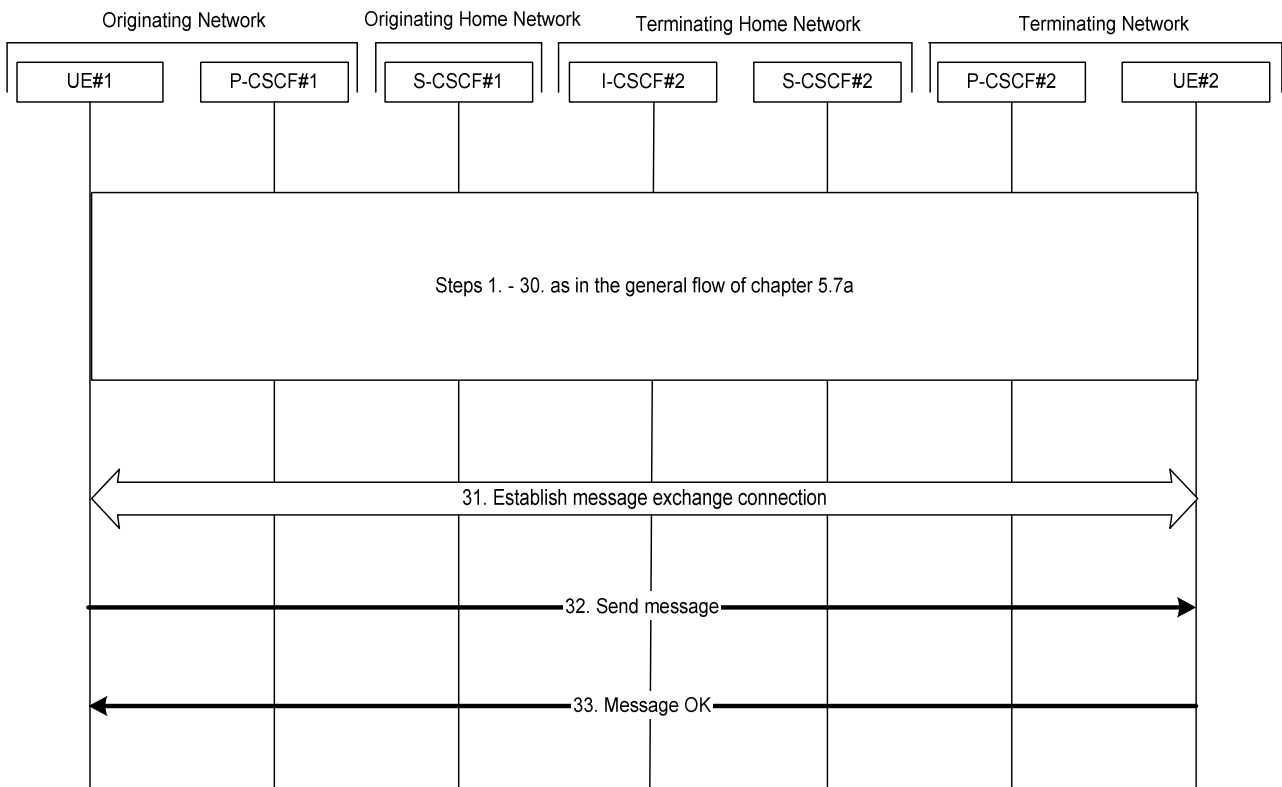 Originating Network
Originating Home Network
Terminating Home Network
Terminating Network
UE#1
P-CSCF#1
S-CSCF#1
I-CSCF#2
S-CSCF#2
P-CSCF#2
UE#2
Steps 1. - 30. as in the general flow of chapter 5.7a
31. Establish message exchange connection
32. Send message
33. Message OK